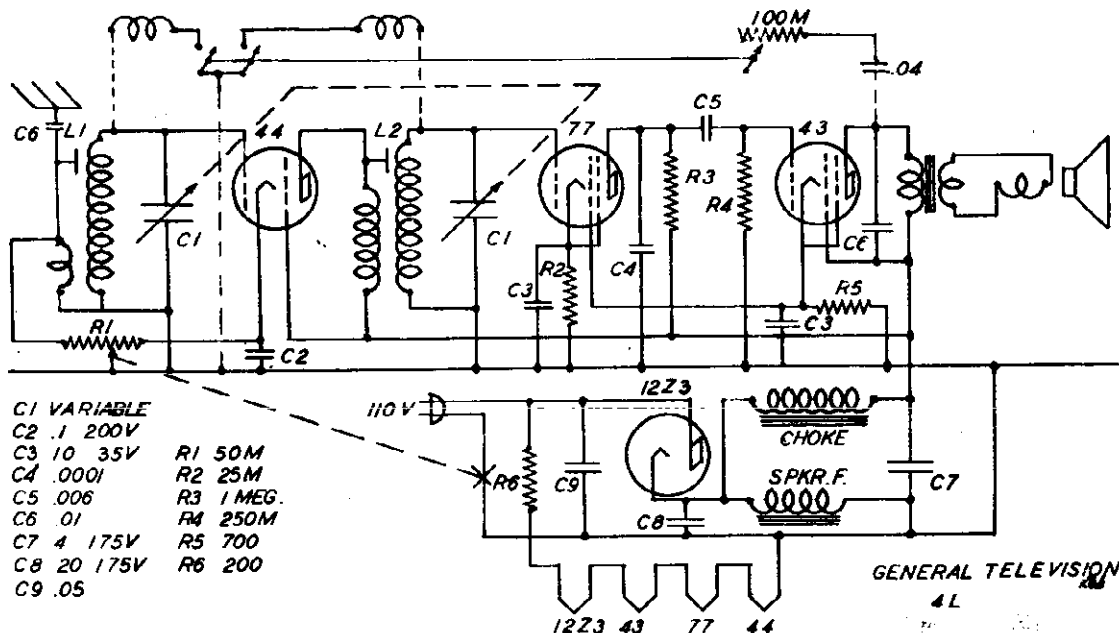 100M
.04
C6
L1
44
L2
77
C5
43
C1
C1
R3
R4
C6
R2
C4
C3
R5
C3
R1
C2
12Z3
110V
CHOKE
R6
C9
SPKR.F.
C7
C8
C1 VARIABLE
C2 .1 200V
C3 10 35V R1 50M
C4 .0001 R2 25M
C5 .006 R3 1 MEG.
C6 .01 R4 250M
C7 4 175V R5 700
C8 20 175V R6 200
C9 .05
GENERAL TELEVISION
4L
12Z3 43 77 44